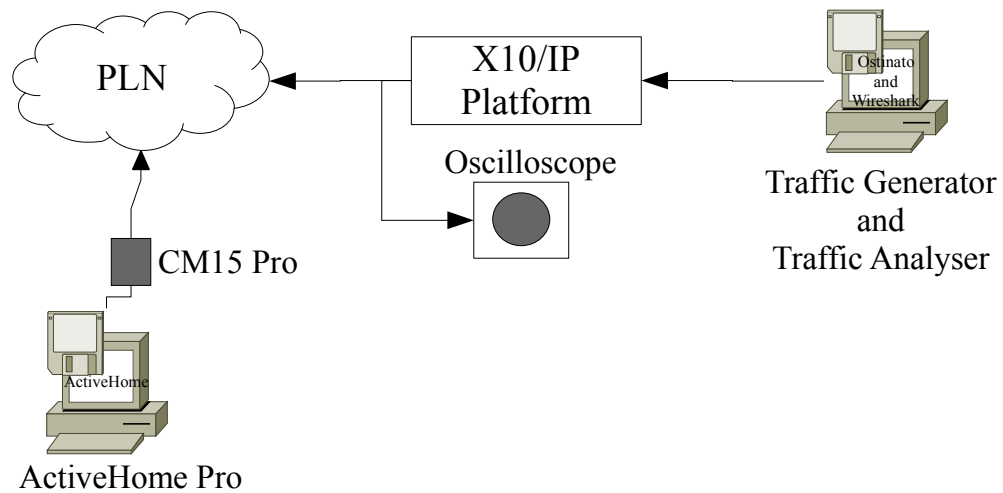 PLN
X10/IP
Platform
Ostinato
and
Wireshark
Oscilloscope
Traffic Generator
and
Traffic Analyser
CM15 Pro
ActiveHome
ActiveHome Pro